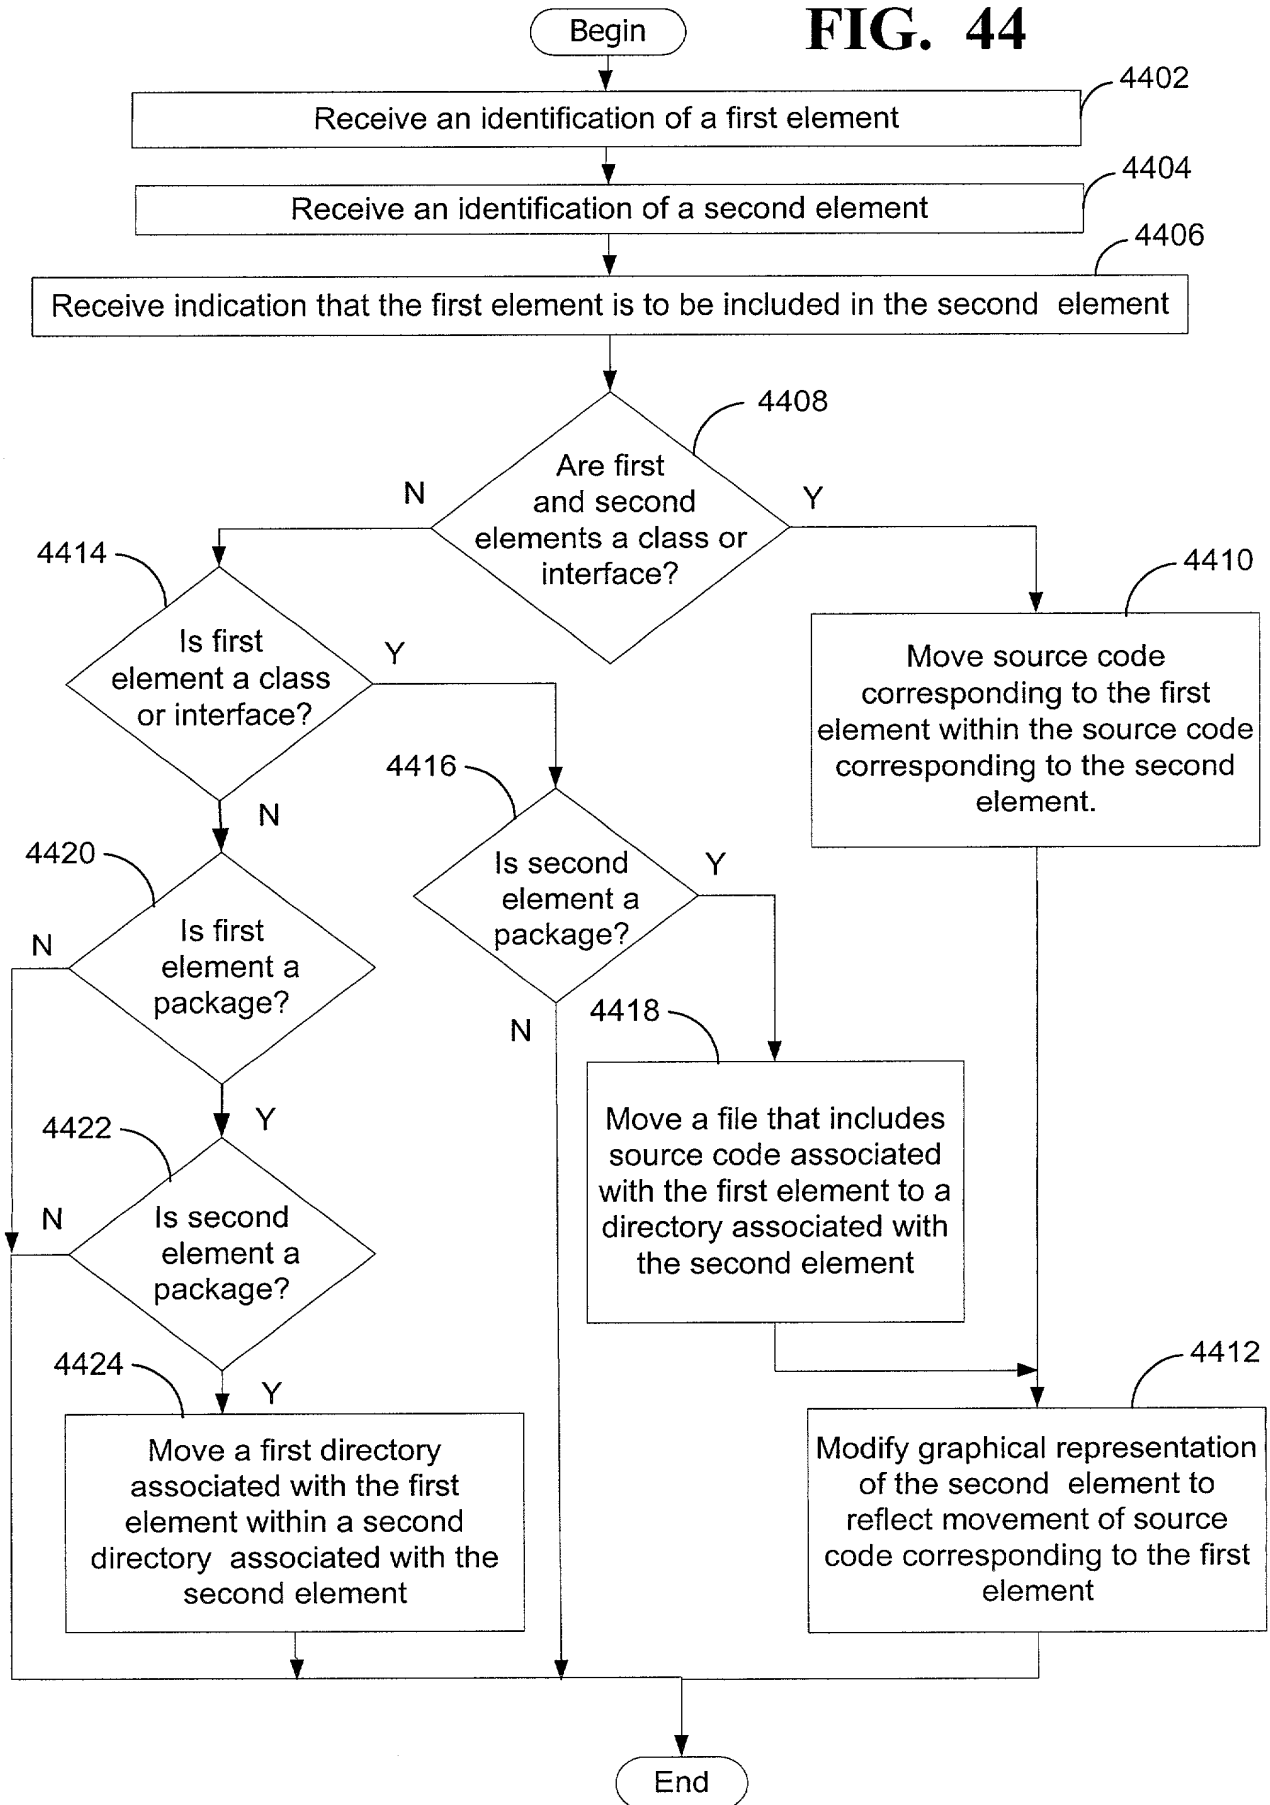 Begin
FIG. 44
4402
Receive an identification of a first element
4404
Receive an identification of a second element
4406
Receive indication that the first element is to be included in the second element
4408
Are first
and second
elements a class or
interface?
N
Y
4414
Is first
element a class
or interface?
Y
N
4410
Move source code
corresponding to the first
element within the source code
corresponding to the second
element.
4416
Is second
element a
package?
Y
N
4420
Is first
element a
package?
N
Y
4418
Move a file that includes
source code associated
with the first element to a
directory associated with
the second element
4422
Is second
element a
package?
N
Y
4424
Move a first directory
associated with the first
element within a second
directory associated with the
second element
4412
Modify graphical representation
of the second element to
reflect movement of source
code corresponding to the first
element
End